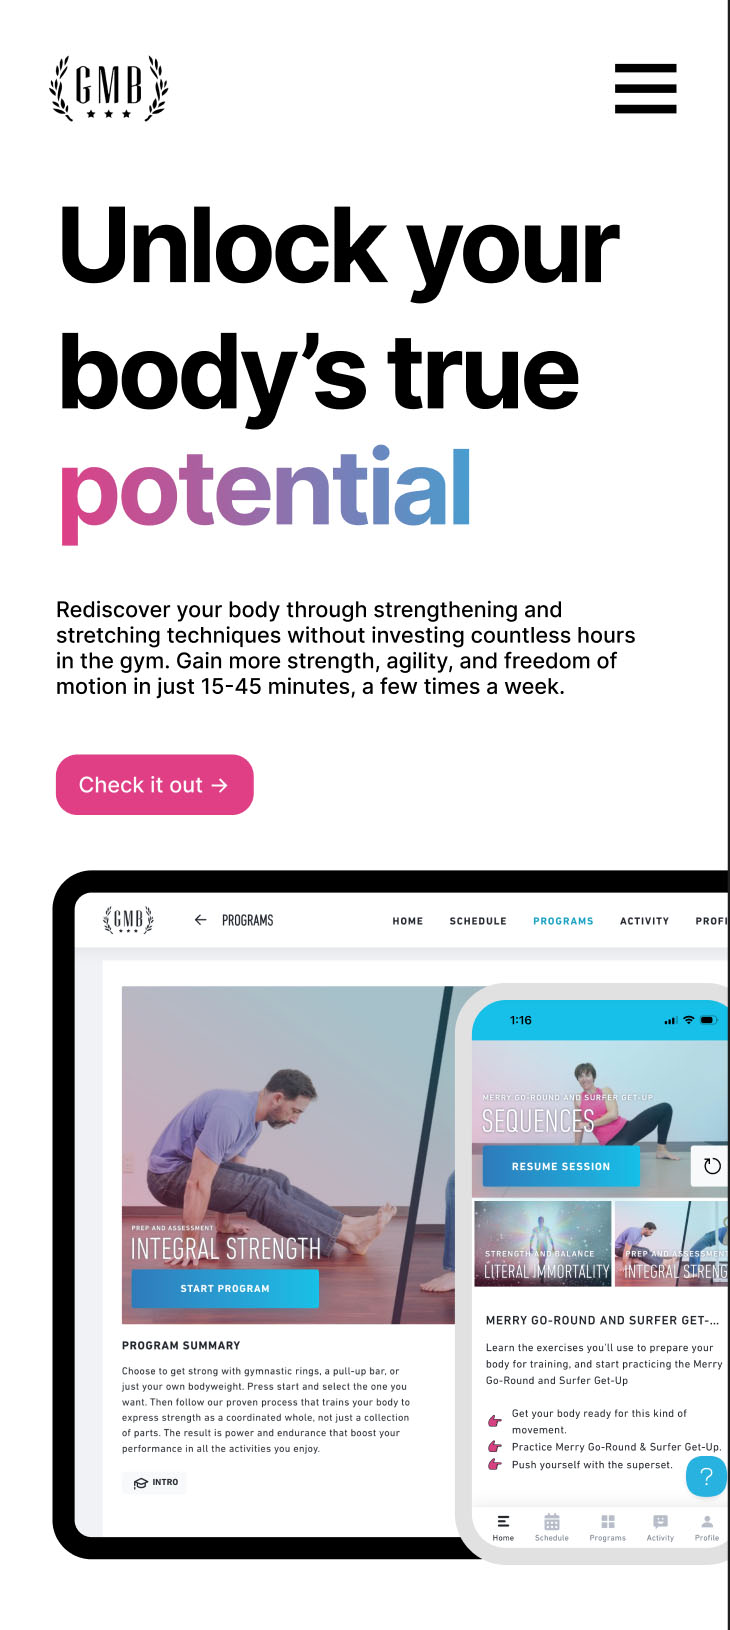 GMB
Unlock your
body’s true
potential
Rediscover your body through strengthening and
stretching techniques without investing countless hours
in the gym. Gain more strength, agility, and freedom of
motion in just 15-45 minutes, a few times a week.
Check it out →
GMB
← PROGRAMS
HOME SCHEDULE PROGRAMS ACTIVITY PROFI
PREP AND ASSESSMENT
INTEGRAL STRENGTH
START PROGRAM
PROGRAM SUMMARY
Choose to get strong with gymnastic rings, a pull-up bar, or
just your own bodyweight. Press start and select the one you
want. Then follow our proven process that trains your body to
express strength as a coordinated whole, not just a collection
of parts. The result is power and endurance that boost your
performance in all the activities you enjoy.
INTRO
1:16
MERRY GO-ROUND AND SURFER GET-UP
SEQUENCES
RESUME SESSION
STRENGTH AND BALANCE
LITERAL IMMORTALITY
PREP AND ASSESSMENT
INTEGRAL STRENG
MERRY GO-ROUND AND SURFER GET-...
Learn the exercises you'll use to prepare your
body for training, and start practicing the Merry
Go-Round and Surfer Get-Up
Get your body ready for this kind of
movement.
Practice Merry Go-Round & Surfer Get-Up.
Push yourself with the superset.
?
Home Schedule Programs Activity Profile